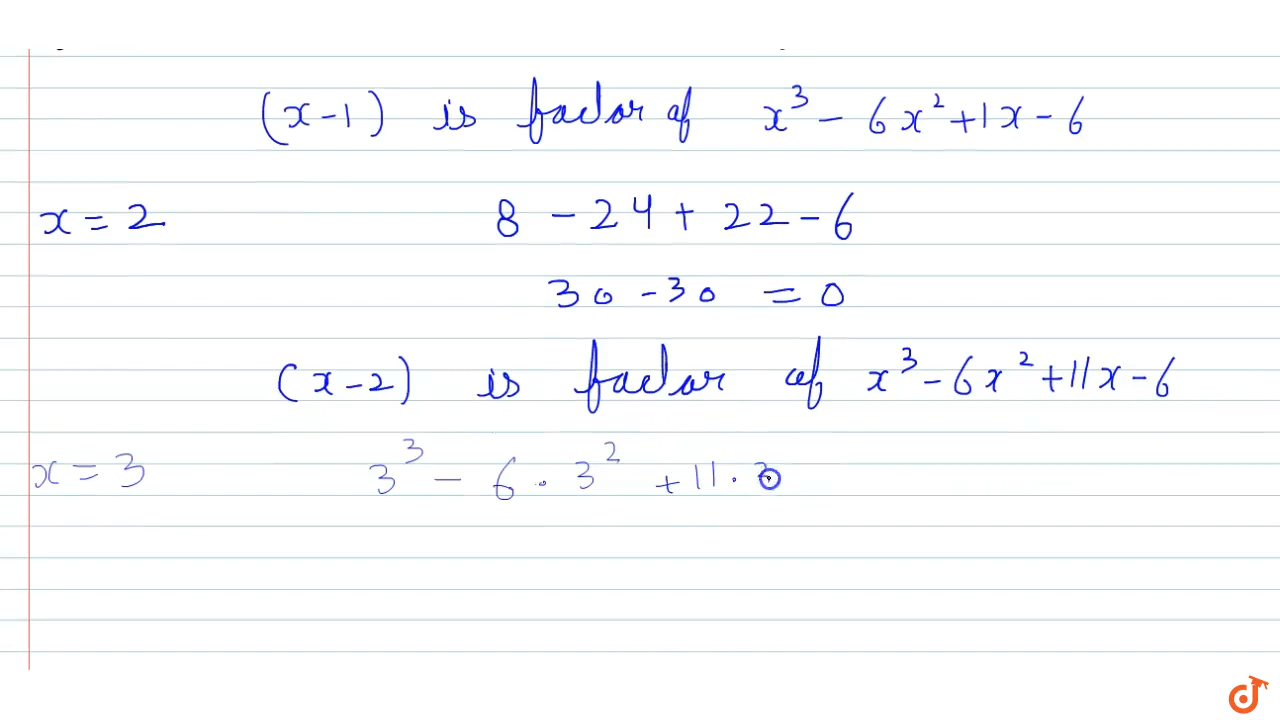 (x-1) is factor of x³ - 6x² + 1x - 6
x = 2 8 - 24 + 22 - 6
30 - 30 = 0
(x-2) is factor of x³ - 6x² + 11x - 6
x = 3 3³ - 6 · 3² + 11 · 3